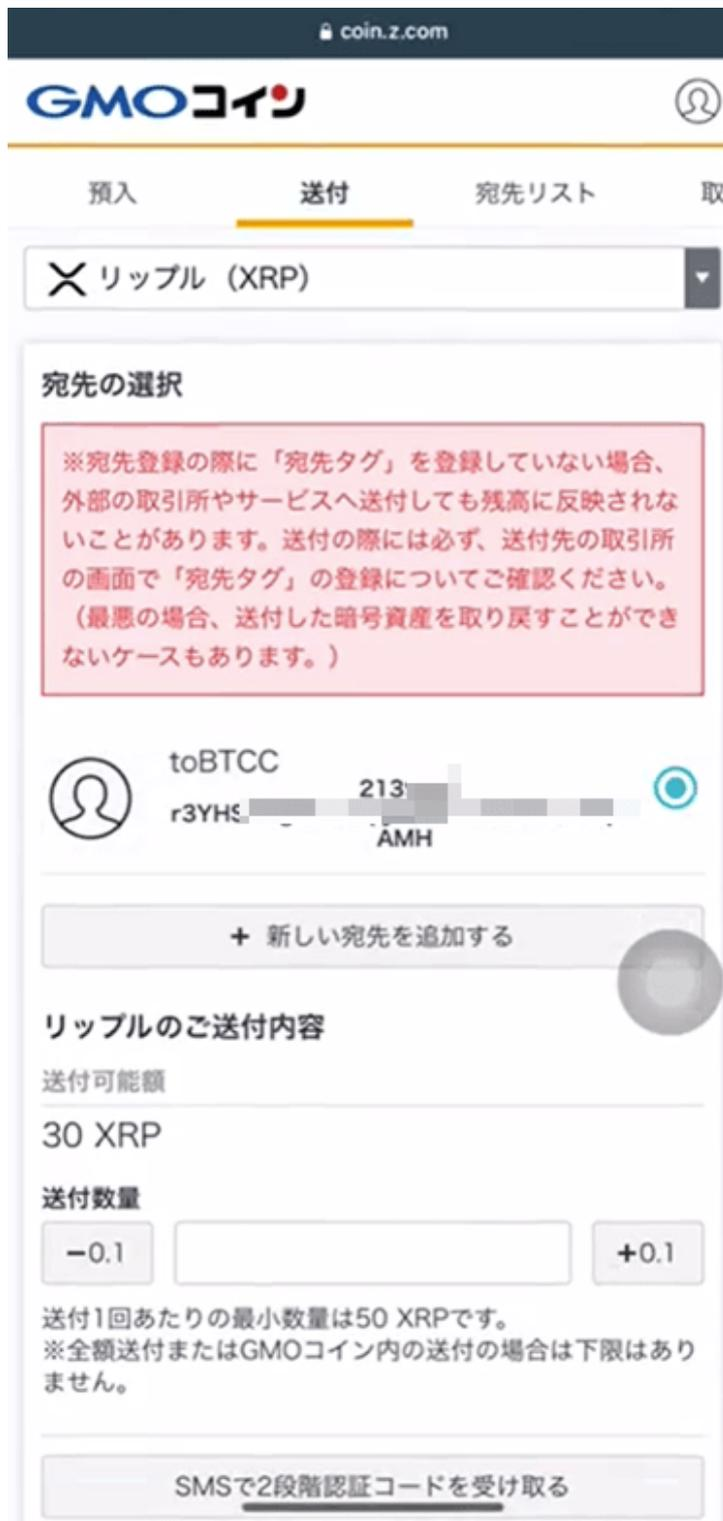 coin.z.com
GMOコイン
預入
送付
宛先リスト
取
リップル (XRP)
宛先の選択
※宛先登録の際に「宛先タグ」を登録していない場合、
外部の取引所やサービスへ送付しても残高に反映されな
いことがあります。送付の際には必ず、送付先の取引所
の画面で「宛先タグ」の登録についてご確認ください。
（最悪の場合、送付した暗号資産を取り戻すことができ
ないケースもあります。）
toBTCC
213
r3YHS
AMH
+ 新しい宛先を追加する
リップルのご送付内容
送付可能額
30 XRP
送付数量
−0.1
+0.1
送付1回あたりの最小数量は50 XRPです。
※全額送付またはGMOコイン内の送付の場合は下限はあり
ません。
SMSで2段階認証コードを受け取る